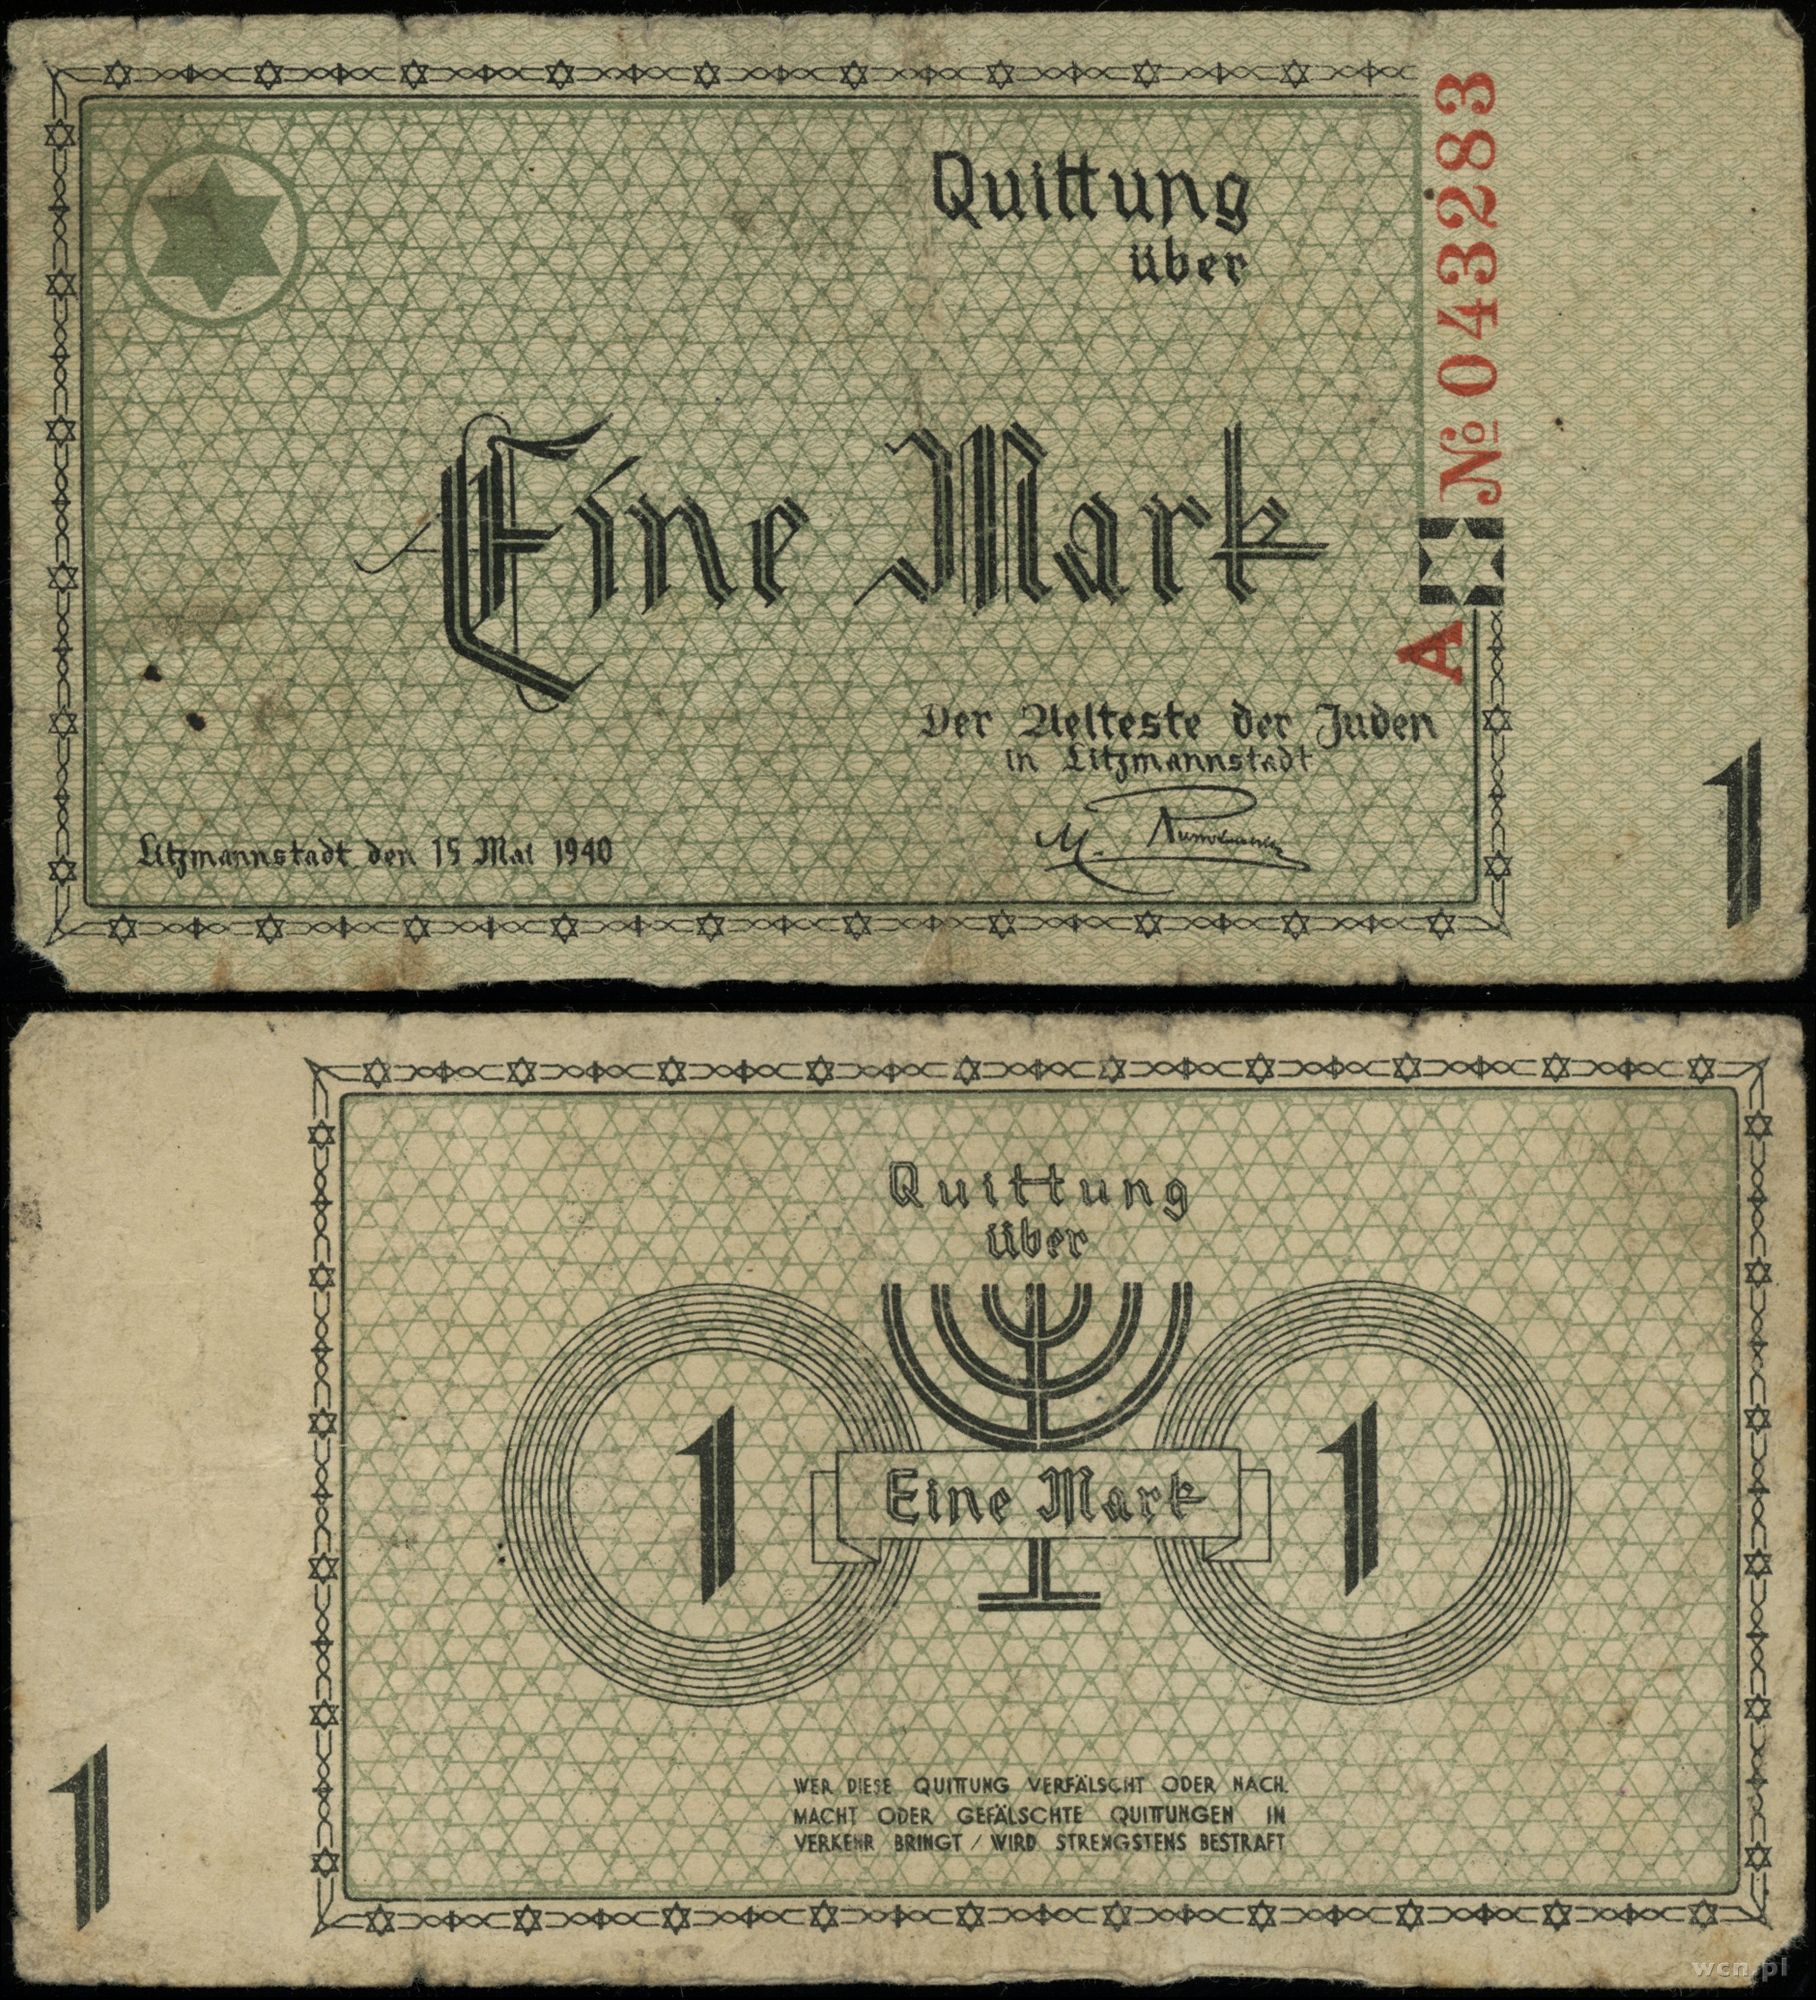 Quittung
über
Eine Mark
Der Aelteste der Juden
in Litzmannstadt
Litzmannstadt, den 15 Mai 1940
A № 043283
1
Quittung
über
1 Eine Mark 1
WER DIESE QUITTUNG VERFÄLSCHT ODER NACH-
MACHT ODER GEFÄLSCHTE QUITTUNGEN IN
VERKEHR BRINGT / WIRD STRENGSTENS BESTRAFT
1
wcn.pl